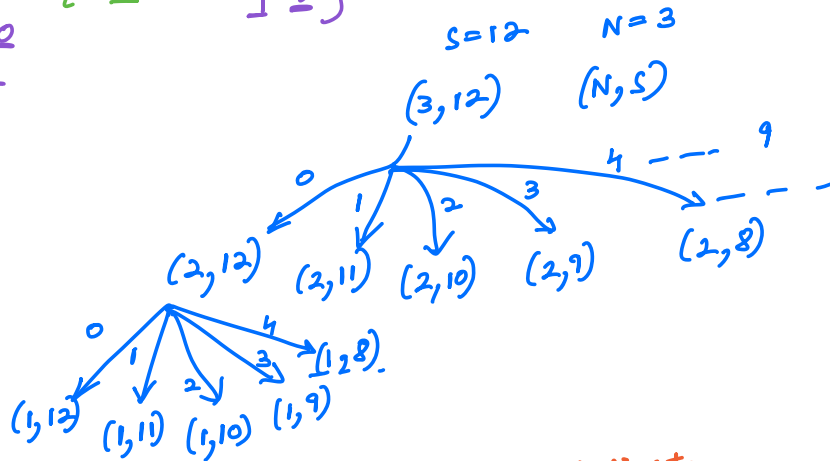 S=12 N=3
(3,12) (N,S)
0 1 2 3 4 --- 9
(2,12) (2,11) (2,10) (2,9) (2,8)
0 1 2 3 4
(1,12) (1,11) (1,10) (1,9) (1,8)